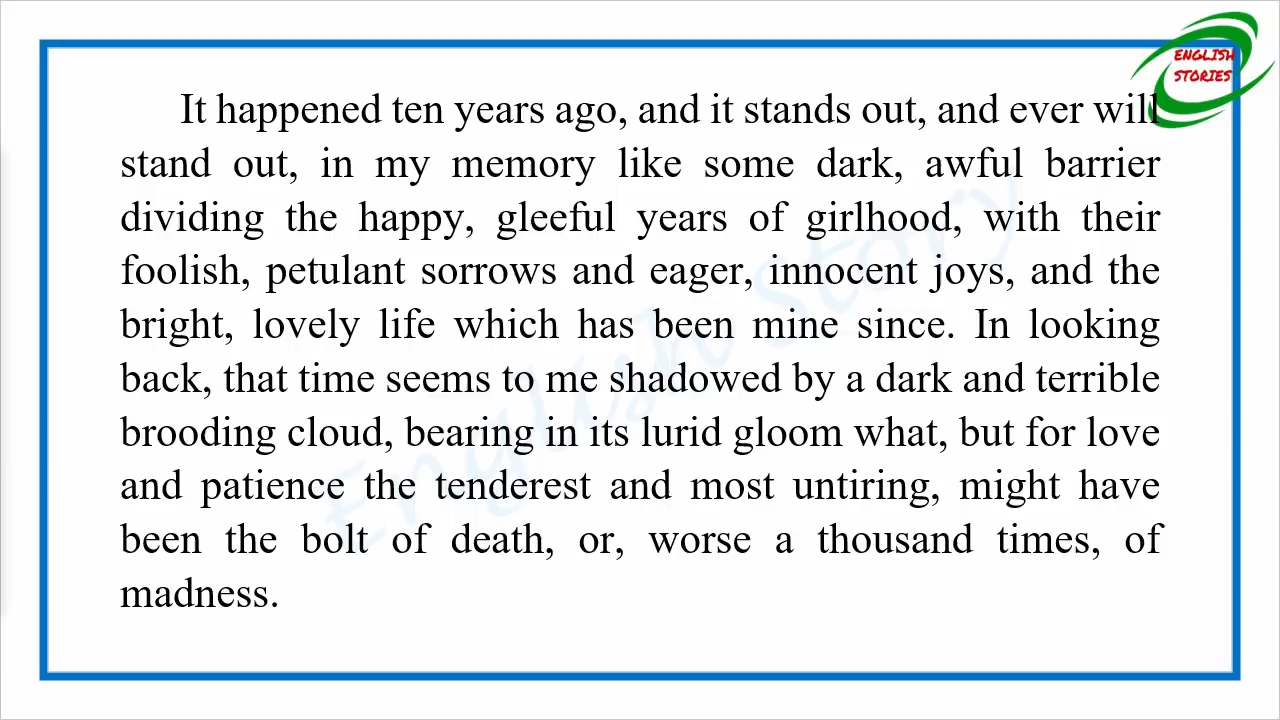 ENGLISH
STORIES
It happened ten years ago, and it stands out, and ever will
stand out, in my memory like some dark, awful barrier
dividing the happy, gleeful years of girlhood, with their
foolish, petulant sorrows and eager, innocent joys, and the
bright, lovely life which has been mine since. In looking
back, that time seems to me shadowed by a dark and terrible
brooding cloud, bearing in its lurid gloom what, but for love
and patience the tenderest and most untiring, might have
been the bolt of death, or, worse a thousand times, of
madness.
English Story